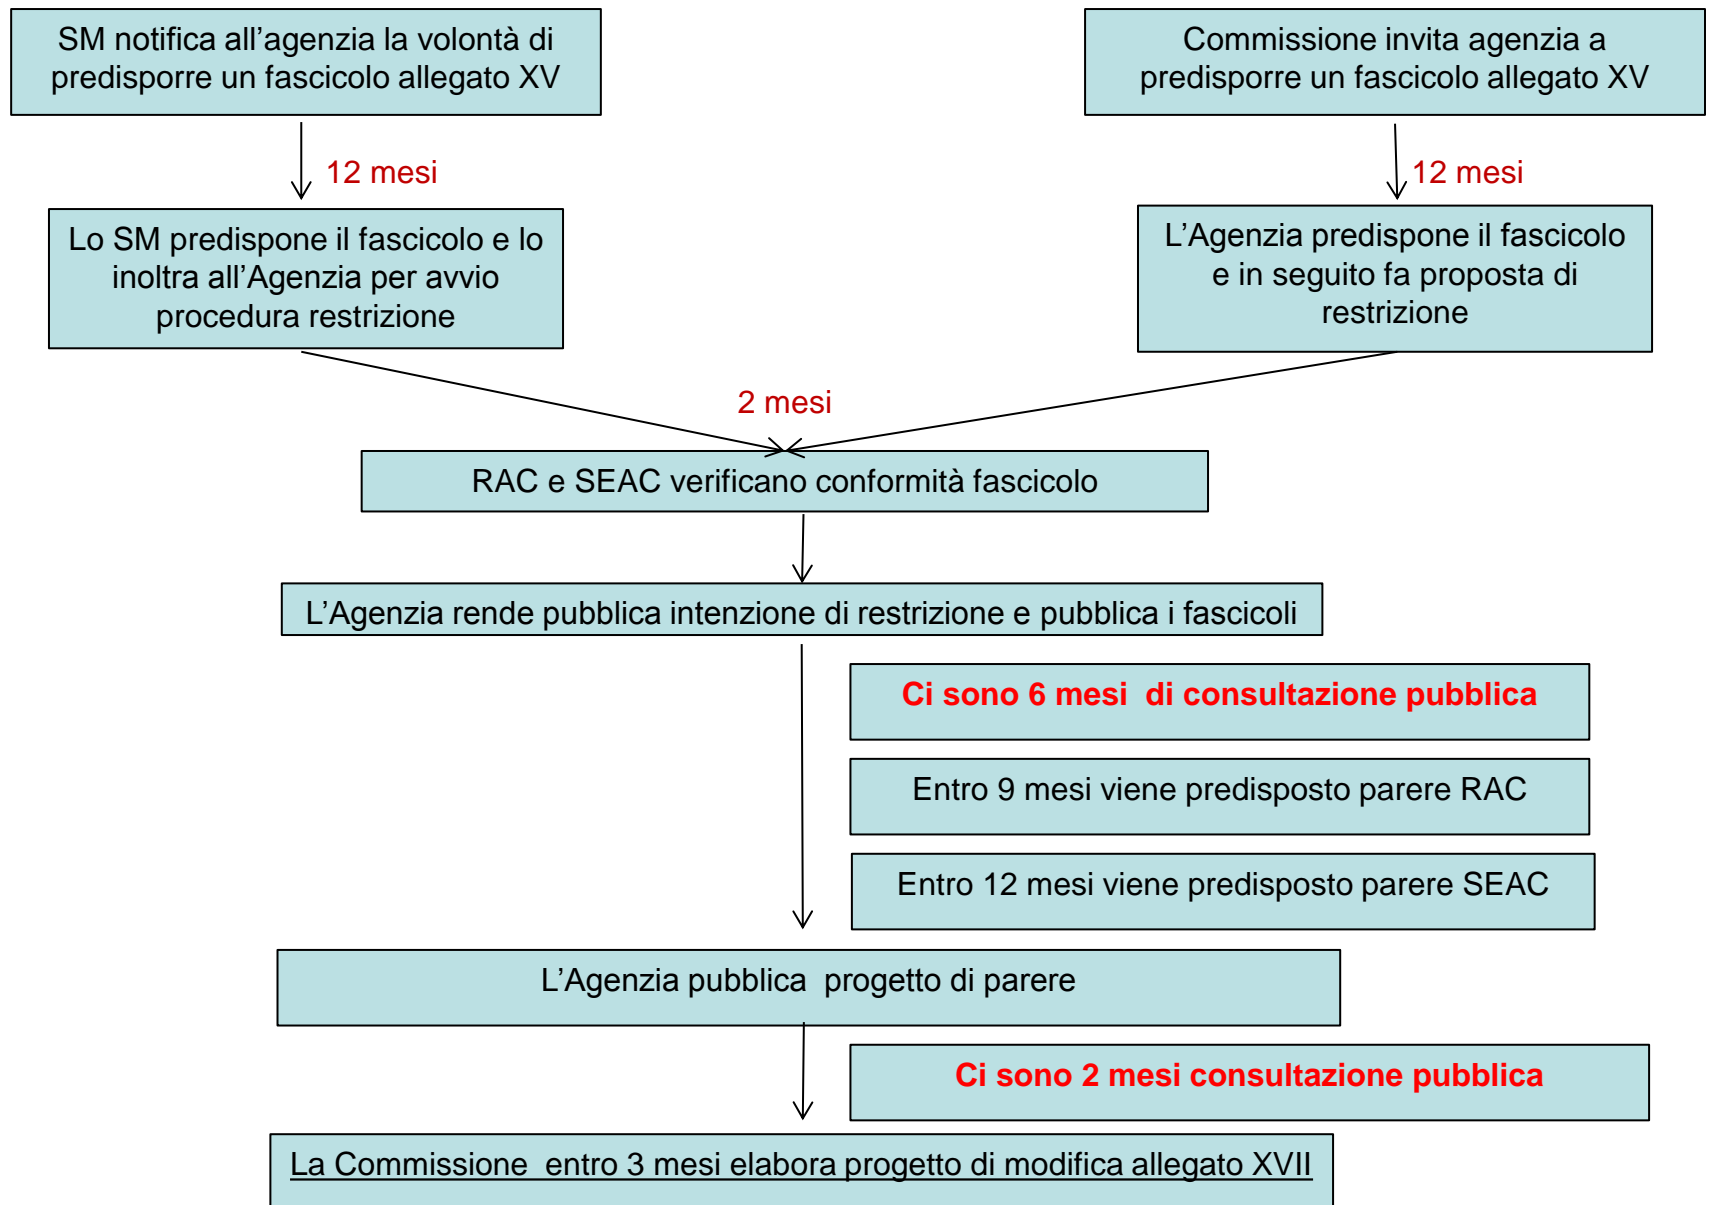 SM notifica all’agenzia la volontà di
predisporre un fascicolo allegato XV
Commissione invita agenzia a
predisporre un fascicolo allegato XV
12 mesi
12 mesi
Lo SM predispone il fascicolo e lo
inoltra all’Agenzia per avvio
procedura restrizione
L’Agenzia predispone il fascicolo
e in seguito fa proposta di
restrizione
2 mesi
RAC e SEAC verificano conformità fascicolo
L’Agenzia rende pubblica intenzione di restrizione e pubblica i fascicoli
Ci sono 6 mesi di consultazione pubblica
Entro 9 mesi viene predisposto parere RAC
Entro 12 mesi viene predisposto parere SEAC
L’Agenzia pubblica progetto di parere
Ci sono 2 mesi consultazione pubblica
La Commissione entro 3 mesi elabora progetto di modifica allegato XVII